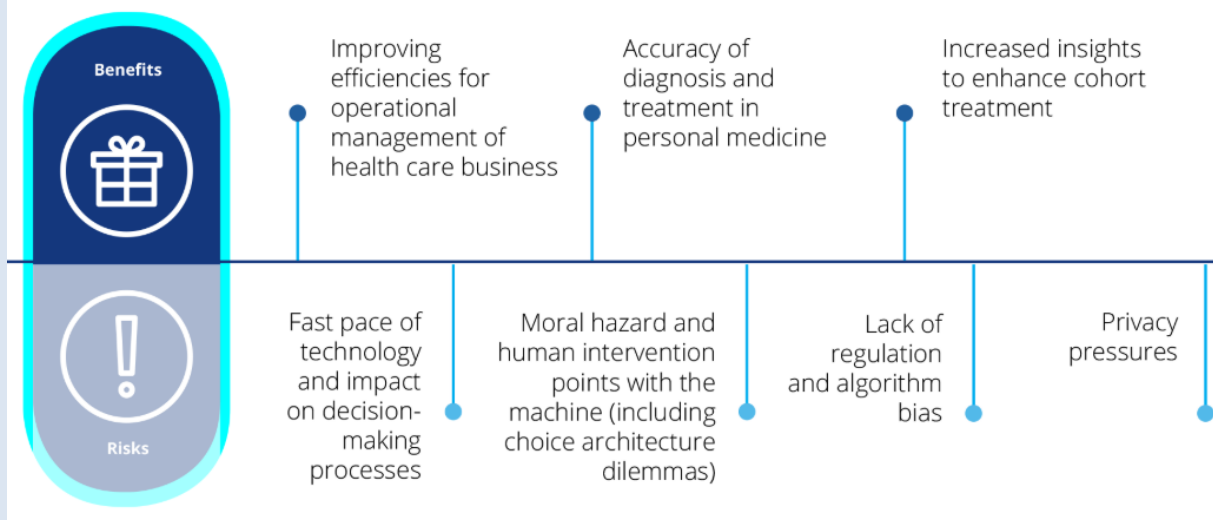 Benefits
Improving
efficiencies for
operational
management of
health care business
Accuracy of
diagnosis and
treatment in
personal medicine
Increased insights
to enhance cohort
treatment
Risks
Fast pace of
technology
and impact
on decision-
making
processes
Moral hazard and
human intervention
points with the
machine (including
choice architecture
dilemmas)
Lack of
regulation
and algorithm
bias
Privacy
pressures